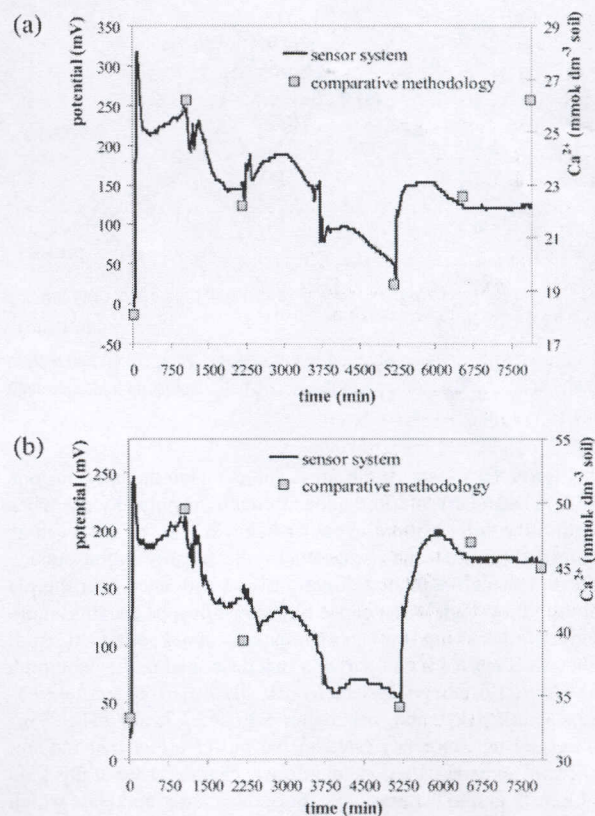 (a)
sensor system
comparative methodology
potential (mV)
350
300
250
200
150
100
50
0
-50
Ca²⁺ (mmolc dm⁻³ soil)
29
27
25
23
21
19
17
0 750 1500 2250 3000 3750 4500 5250 6000 6750 7500
time (min)
(b)
sensor system
comparative methodology
potential (mV)
250
200
150
100
50
0
Ca²⁺ (mmolc dm⁻³ soil)
55
50
45
40
35
30
0 750 1500 2250 3000 3750 4500 5250 6000 6750 7500
time (min)